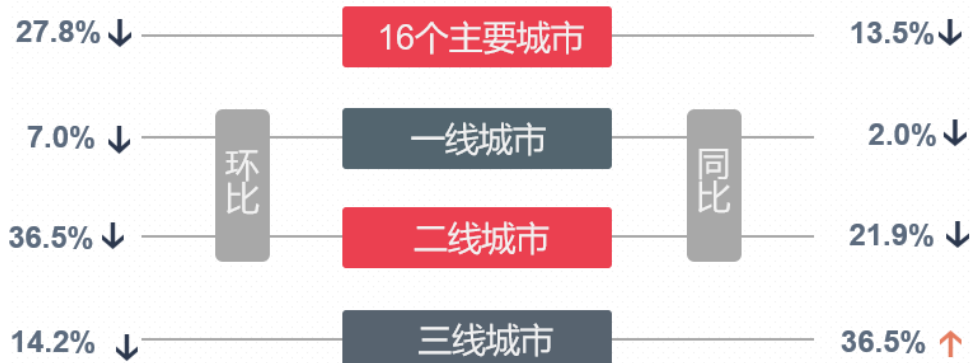 27.8%↓ 16个主要城市 13.5%↓
7.0% ↓ 一线城市 2.0%↓
环比 同比
36.5%↓ 二线城市 21.9% ↓
14.2% ↓ 三线城市 36.5% ↑